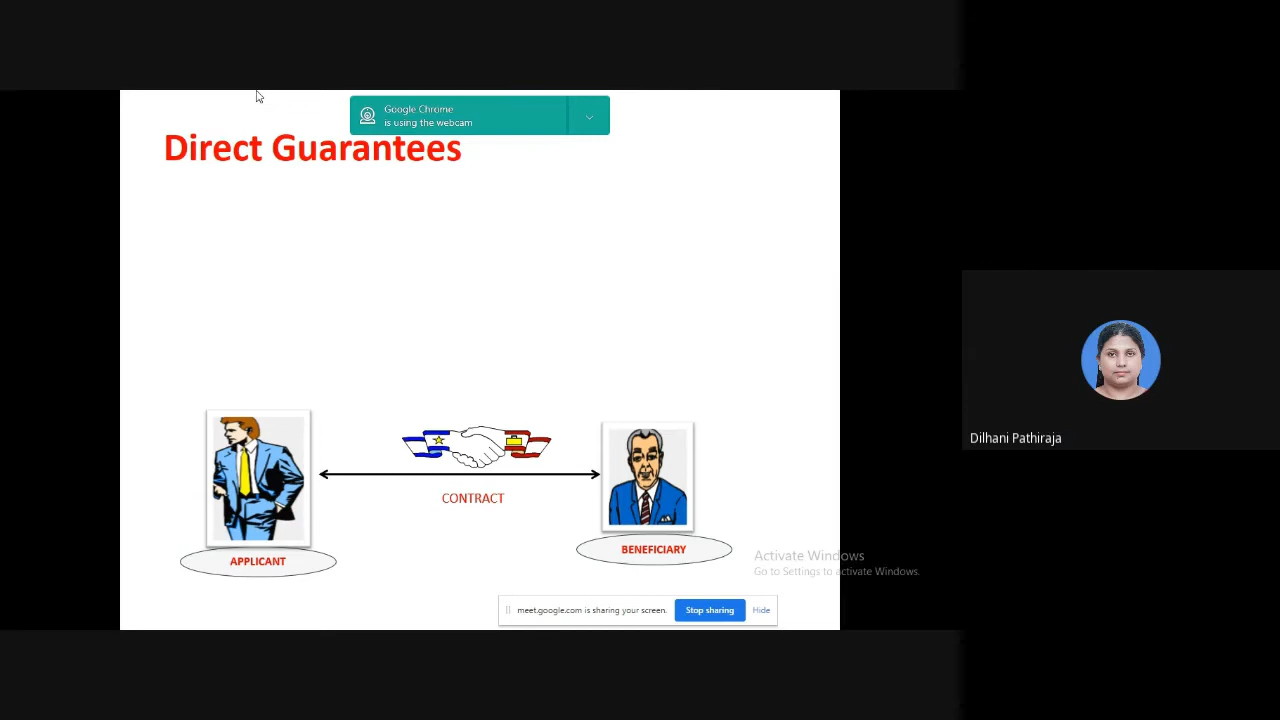 Google Chrome
is using the webcam
Direct Guarantees
CONTRACT
APPLICANT
BENEFICIARY
Dilhani Pathiraja
Activate Windows
Go to Settings to activate Windows.
meet.google.com is sharing your screen.
Stop sharing
Hide